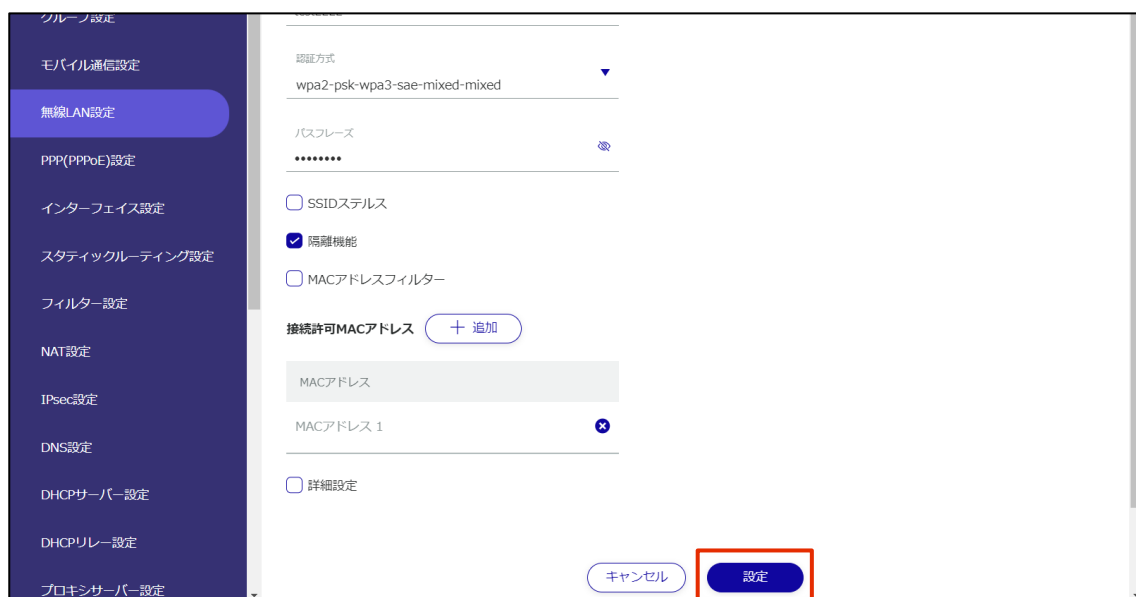 グループ設定
モバイル通信設定
無線LAN設定
PPP(PPPoE)設定
インターフェイス設定
スタティックルーティング設定
フィルター設定
NAT設定
IPsec設定
DNS設定
DHCPサーバー設定
DHCPリレー設定
プロキシサーバー設定
認証方式
wpa2-psk-wpa3-sae-mixed-mixed
パスフレーズ
••••••••
SSIDステルス
隔離機能
MACアドレスフィルター
接続許可MACアドレス + 追加
MACアドレス
MACアドレス 1
詳細設定
キャンセル 設定